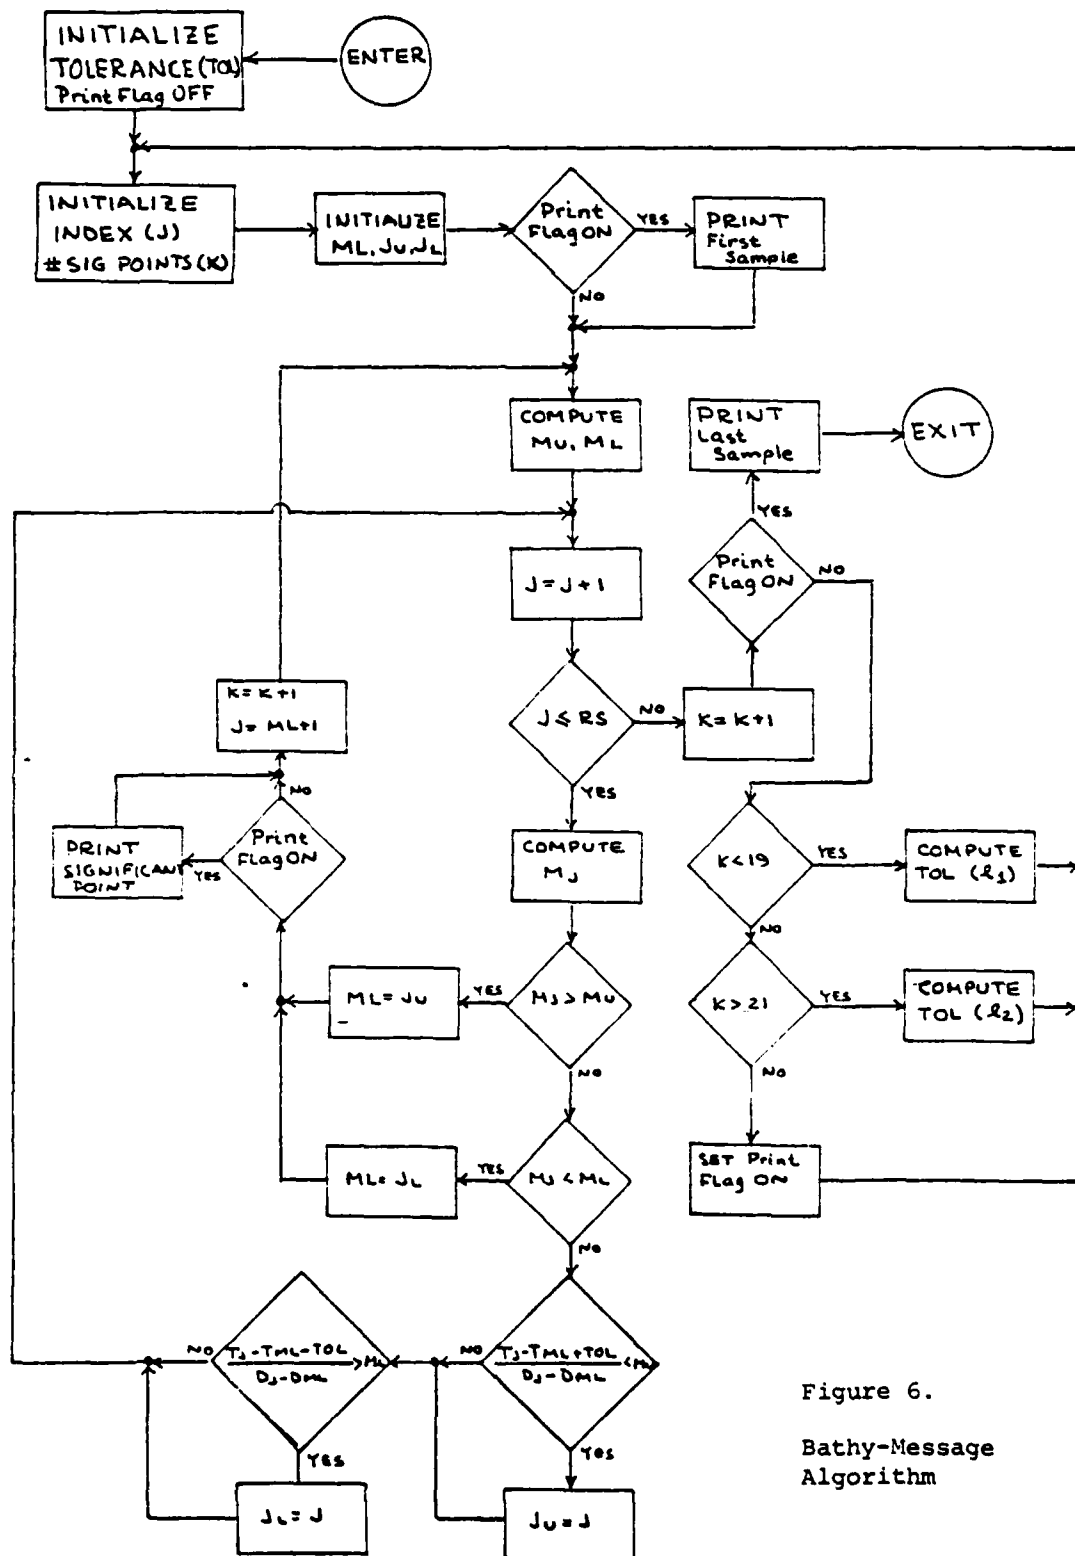 INITIALIZE
TOLERANCE (TOL)
Print Flag OFF
ENTER
INITIALIZE
INDEX (J)
# SIG POINTS (K)
INITIALIZE
ML, JU, JL
Print
Flag ON
YES
NO
PRINT
First
Sample
COMPUTE
MU, ML
PRINT
Last
Sample
EXIT
YES
Print
Flag ON
NO
J = J + 1
K = K + 1
J = ML + 1
J ≤ RS
NO
YES
K = K + 1
NO
Print
Flag ON
YES
PRINT
SIGNIFICANT
POINT
COMPUTE
MJ
K < 19
YES
NO
COMPUTE
TOL (ℓ1)
ML = JU
YES
MJ > MU
NO
K > 21
YES
NO
COMPUTE
TOL (ℓ2)
ML = JL
YES
MJ < ML
NO
SET Print
Flag ON
NO
TJ - TML - TOL
DJ - DML
> ML
YES
NO
TJ - TML + TOL
DJ - DML
< MU
YES
JL = J
JU = J
Figure 6.
Bathy-Message
Algorithm